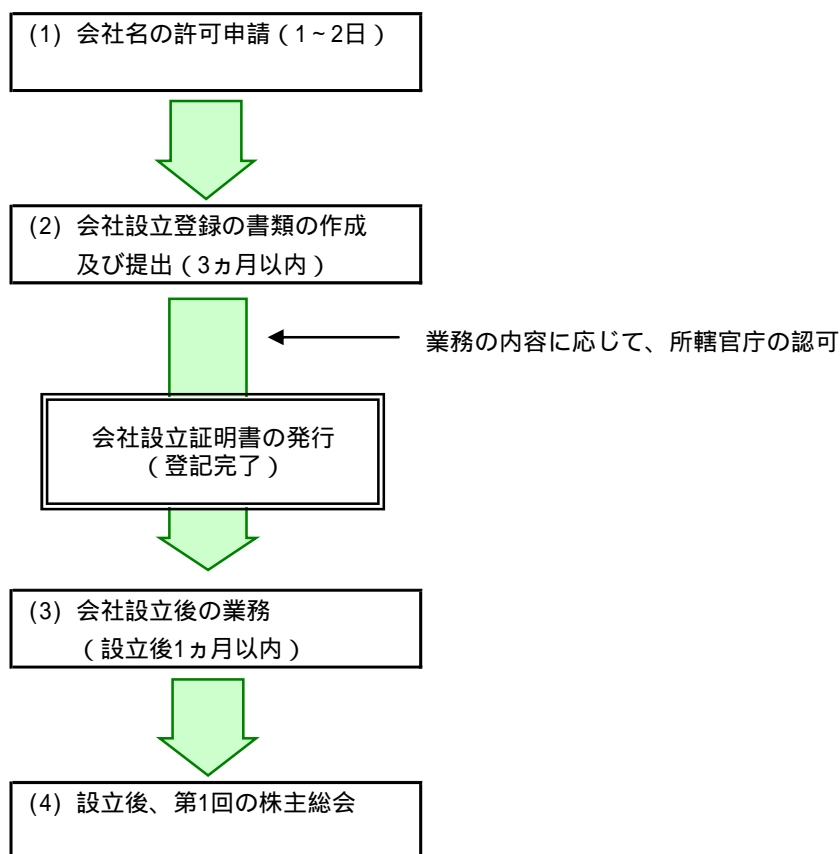 (1) 会社名の許可申請（1~2日）
(2) 会社設立登録の書類の作成
及び提出（3ヵ月以内）
業務の内容に応じて、所轄官庁の認可
会社設立証明書の発行
（登記完了）
(3) 会社設立後の業務
（設立後1ヵ月以内）
(4) 設立後、第1回の株主総会